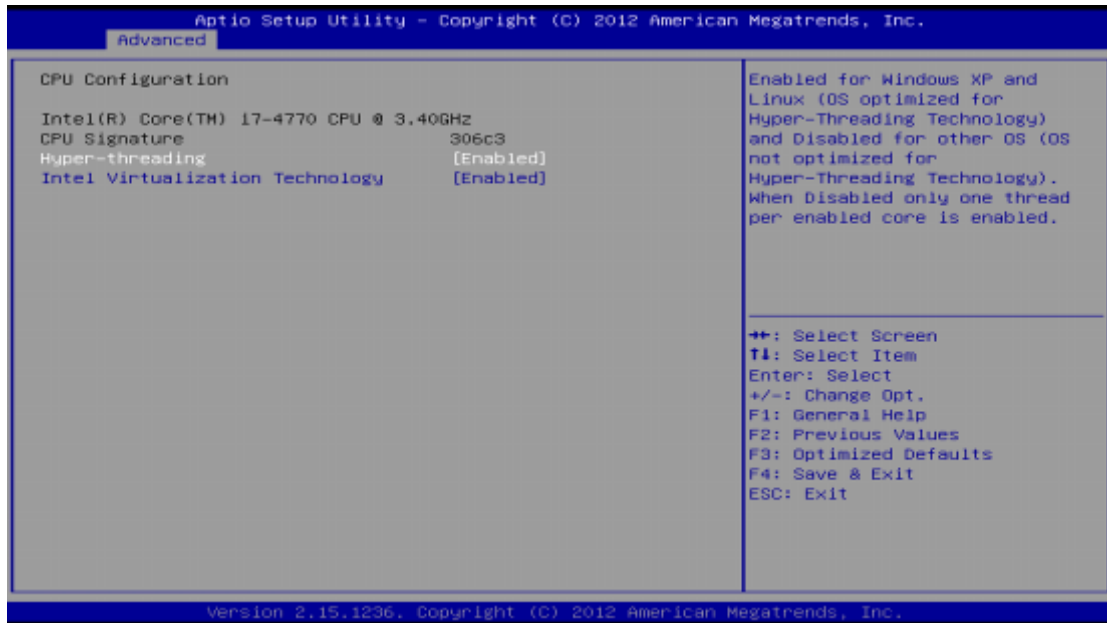 Aptio Setup Utility - Copyright (C) 2012 American Megatrends, Inc.
Advanced
CPU Configuration
Intel(R) Core(TM) i7-4770 CPU @ 3.40GHz
CPU Signature 306c3
Hyper-threading [Enabled]
Intel Virtualization Technology [Enabled]
Enabled for Windows XP and
Linux (OS optimized for
Hyper-Threading Technology)
and Disabled for other OS (OS
not optimized for
Hyper-Threading Technology).
When Disabled only one thread
per enabled core is enabled.
→←: Select Screen
↑↓: Select Item
Enter: Select
+/-: Change Opt.
F1: General Help
F2: Previous Values
F3: Optimized Defaults
F4: Save & Exit
ESC: Exit
Version 2.15.1236. Copyright (C) 2012 American Megatrends, Inc.